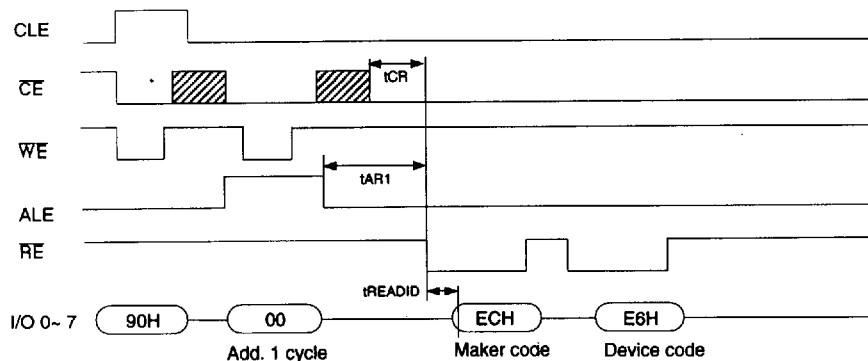 CLE
CE
tCR
WE
tAR1
ALE
RE
tREADID
I/O 0~ 7
90H
00
ECH
E6H
Add. 1 cycle
Maker code
Device code